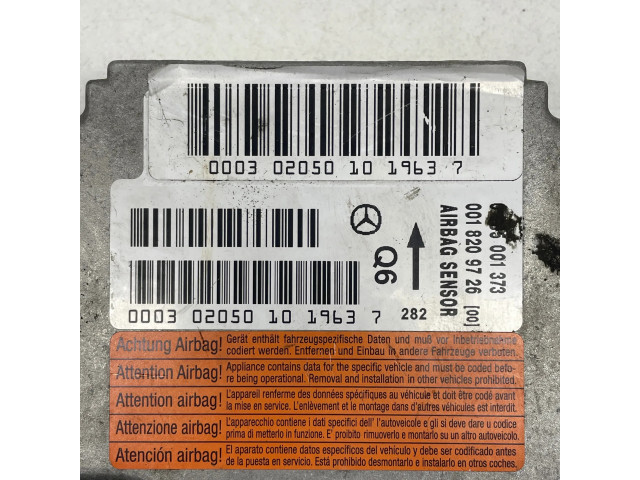 0003 02050 10 1963 7
001 373
001 820 97 26 [00]
AIRBAG SENSOR
Q6
282
0003 02050 10 1963 7
Achtung Airbag! Gerät enthält fahrzeugspezifische Daten und muß vor Inbetriebnahme
codiert werden. Entfernen und Einbau in andere Fahrzeuge verboten.
Attention Airbag! Appliance contains data for the specific vehicle and must be coded befo-
re being operational. Removal and installation in other vehicles prohibited.
Attention airbag! L'appareil renferme des données spécifiques au véhicule et doit être codé avant
la mise en service. L'enlèvement et le montage dans d'autres véhicules est interdit.
Attenzione airbag! L'apparecchio contiene i dati specifici dell' l'autoveicolo e gli si deve dare u codice
prima di metterlo in funzione. E' proibito rimuoverlo e montarlo su un altro autoveicolo.
Atención airbag! El aparato contiene datos específicos del vehículo y debe ser codificado antes
de la puesta en servicio. Está prohibido desmontarlo e instalarlo en otros coches.